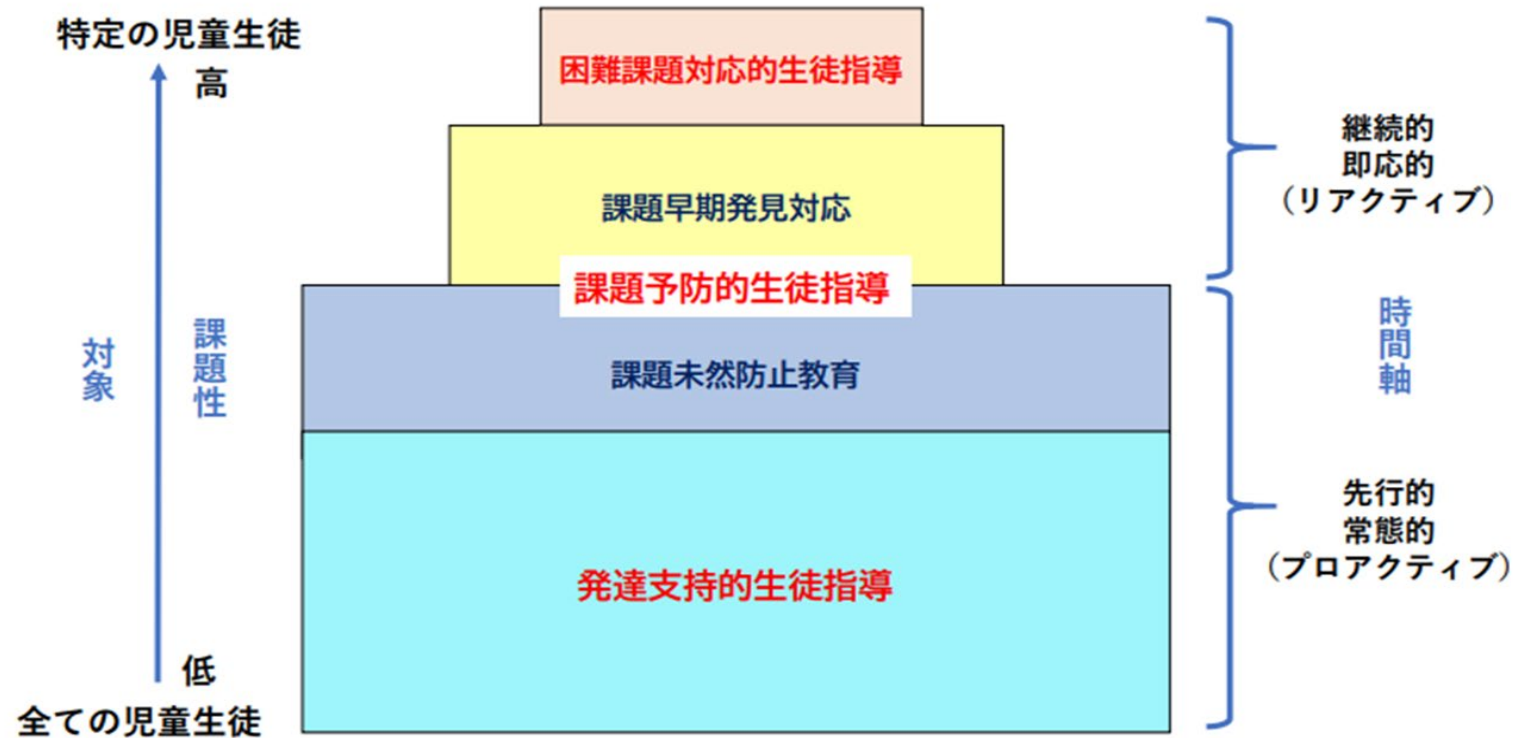 特定の児童生徒
高
困難課題対応的生徒指導
継続的
即応的
（リアクティブ）
課題早期発見対応
課題予防的生徒指導
対象
課題性
課題未然防止教育
時間軸
先行的
常態的
（プロアクティブ）
発達支持的生徒指導
低
全ての児童生徒